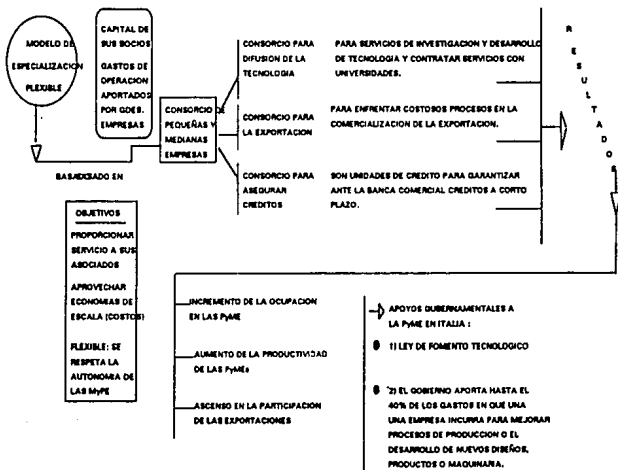 MODELO DE
ESPECIALIZACION
FLEXIBLE
CAPITAL DE
SUS SOCIOS
GASTOS DE
OPERACION
APORTADOS
POR GDES.
EMPRESAS
CONSORCIO DE
PEQUEÑAS Y
MEDIANAS
EMPRESAS
CONSORCIO PARA
DIFUSION DE LA
TECNOLOGIA
PARA SERVICIOS DE INVESTIGACION Y DESARROLLO
DE TECNOLOGIA Y CONTRATAR SERVICIOS CON
UNIVERSIDADES.
CONSORCIO PARA
LA EXPORTACION
PARA ENFRENTAR COSTOSOS PROCESOS EN LA
COMERCIALIZACION DE LA EXPORTACION.
CONSORCIO PARA
ASEGURAR
CREDITOS
SON UNIDADES DE CREDITO PARA GARANTIZAR
ANTE LA BANCA COMERCIAL CREDITOS A CORTO
PLAZO.
RESULTADOS
EN
OBJETIVOS
PROPORCIONAR
SERVICIO A SUS
ASOCIADOS
APROVECHAR
ECONOMIAS DE
ESCALA (COSTOS)
FLEXIBLE: SE
RESPETA LA
AUTONOMIA DE
LAS MyPE
INCREMENTO DE LA OCUPACION
EN LAS PyME
AUMENTO DE LA PRODUCTIVIDAD
DE LAS PyMEs
ASCENSO EN LA PARTICIPACION
DE LAS EXPORTACIONES
APOYOS GUBERNAMENTALES A
LA PyME EN ITALIA :
1) LEY DE FOMENTO TECNOLOGICO
2) EL GOBIERNO APORTA HASTA EL
40% DE LOS GASTOS EN QUE UNA
UNA EMPRESA INCURRA PARA MEJORAR
PROCESOS DE PRODUCCION O EL
DESARROLLO DE NUEVOS DISEÑOS,
PRODUCTOS O MAQUINARIA.